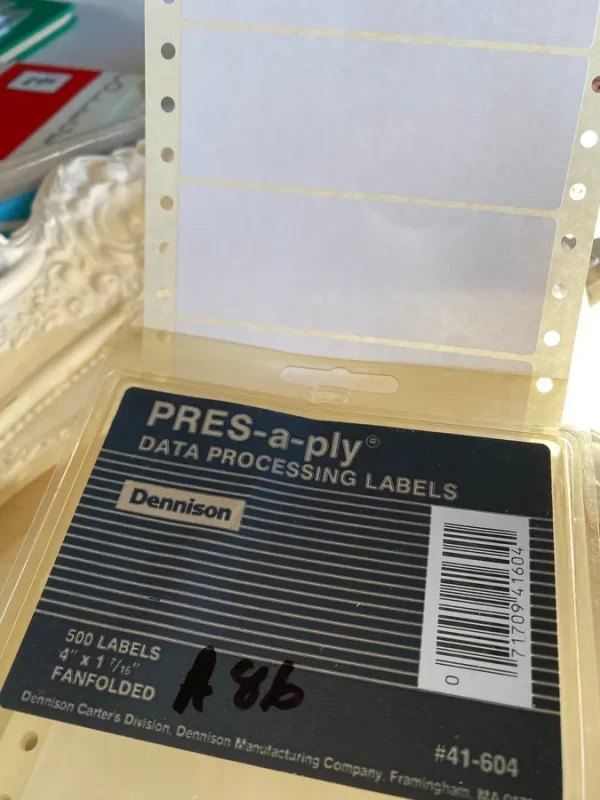 PRES-a-ply®
DATA PROCESSING LABELS
Dennison
0 71709 41604
500 LABELS
4" x 1 7/16"
FANFOLDED
A 86
Dennison Carter's Division, Dennison Manufacturing Company, Framingham, MA
#41-604